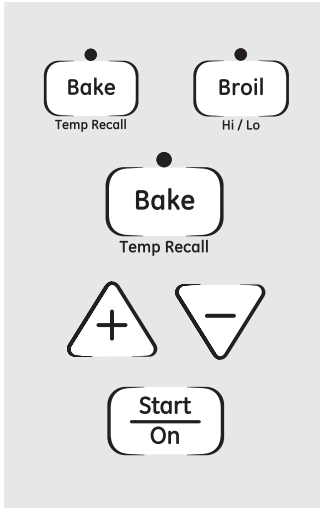 Bake Broil
Temp Recall Hi / Lo
Bake
Temp Recall
+ −
Start
On